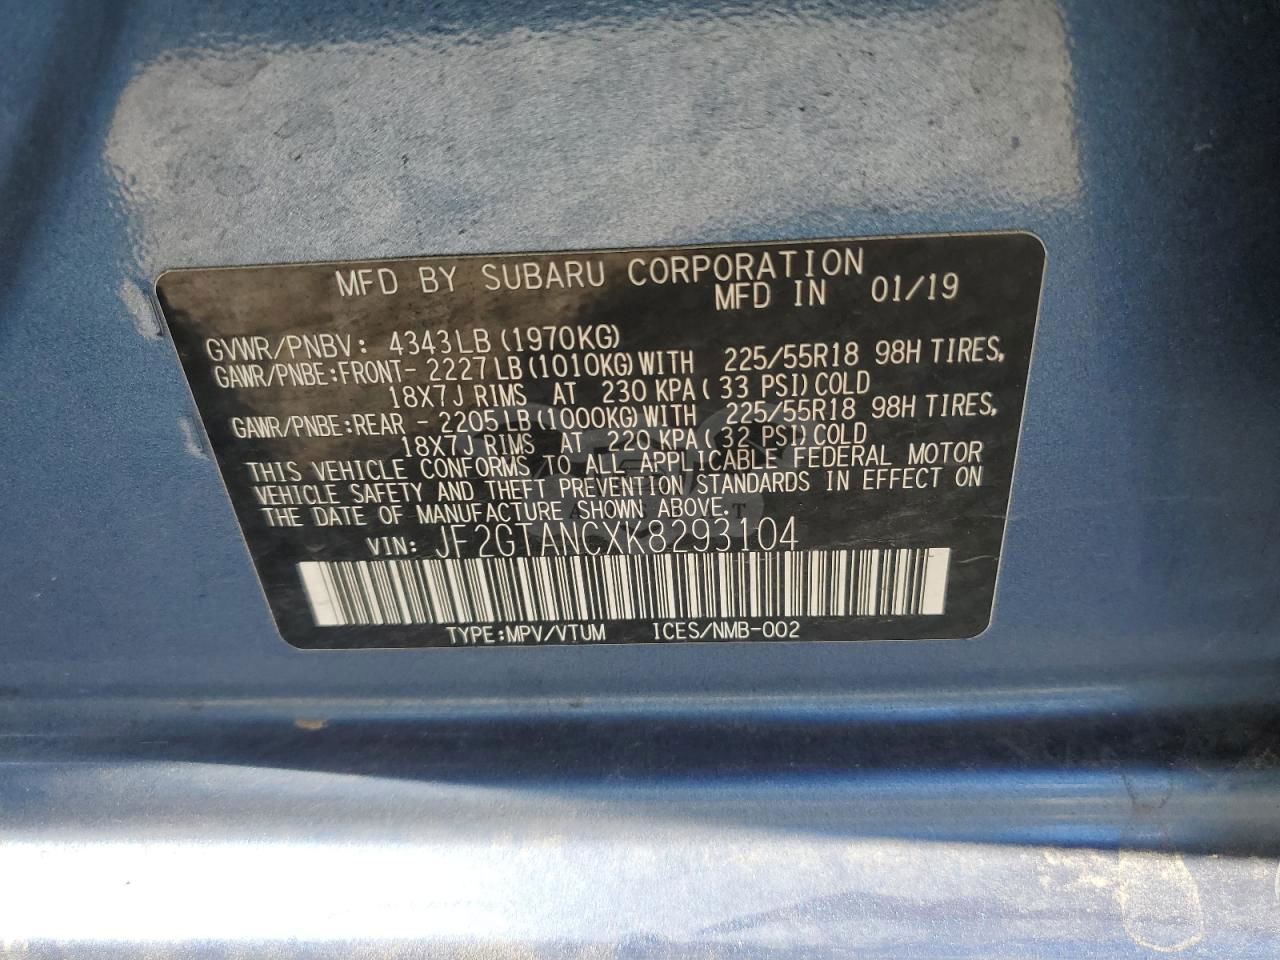 MFD BY SUBARU CORPORATION
MFD IN 01/19
GVWR/PNBV: 4343LB (1970KG)
GAWR/PNBE:FRONT- 2227LB (1010KG) WITH 225/55R18 98H TIRES,
18X7J RIMS AT 230 KPA (33 PSI) COLD
GAWR/PNBE:REAR - 2205LB (1000KG) WITH 225/55R18 98H TIRES,
18X7J RIMS AT 220 KPA (32 PSI) COLD
THIS VEHICLE CONFORMS TO ALL APPLICABLE FEDERAL MOTOR
VEHICLE SAFETY AND THEFT PREVENTION STANDARDS IN EFFECT ON
THE DATE OF MANUFACTURE SHOWN ABOVE.
VIN: JF2GTANCXK8293104
TYPE:MPV/VTUM ICES/NMB-002